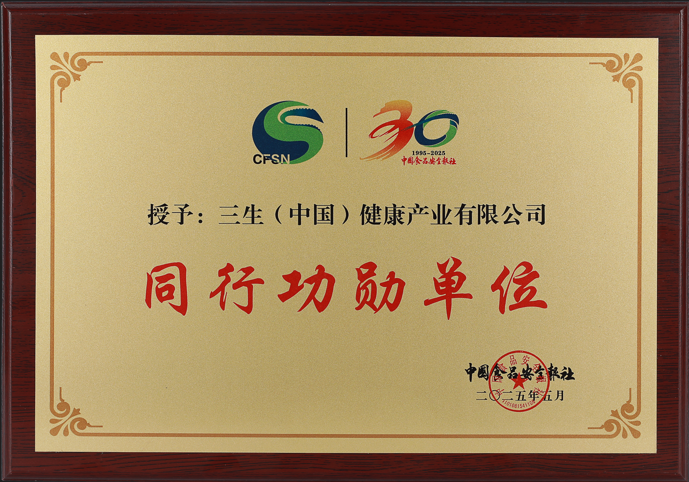 CFSN
30
1995-2025
中国食品安全报社
授予：三生（中国）健康产业有限公司
同行功勋单位
中国食品安全报社
二〇二五年五月